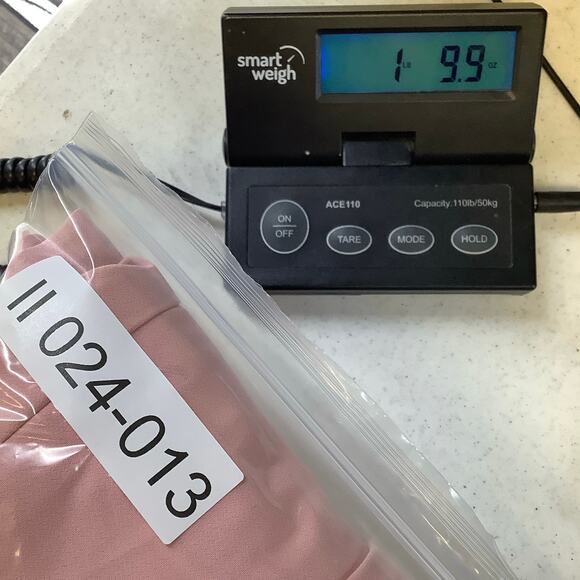 smart
weigh
1 LB 9.9 OZ
ACE110
Capacity:110lb/50kg
ON
OFF
TARE
MODE
HOLD
II 024-013